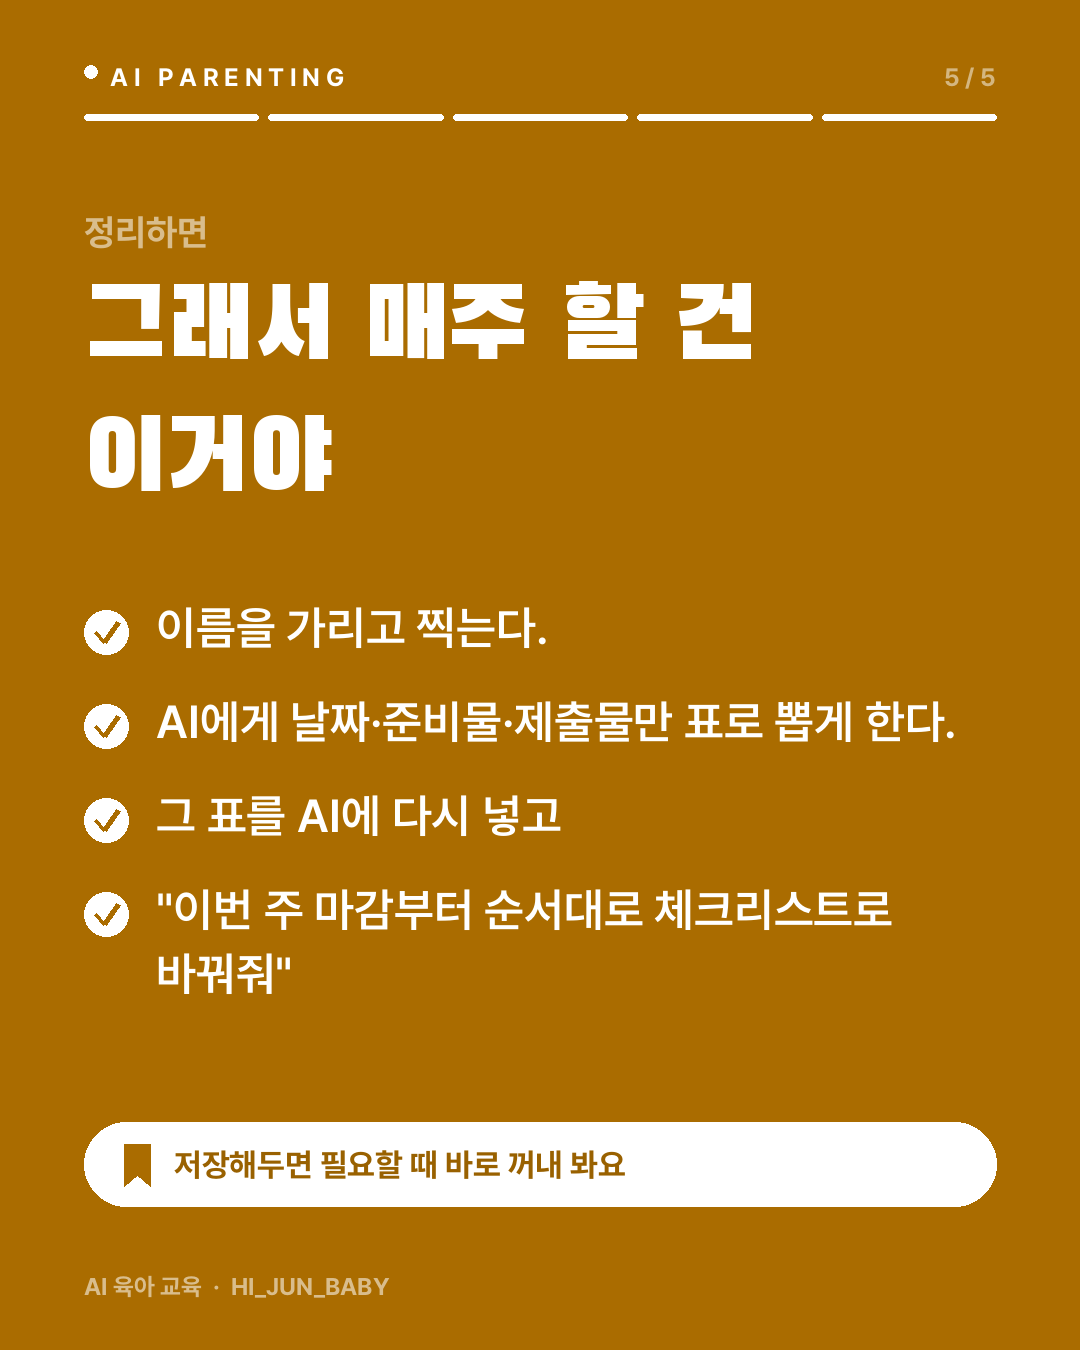 AI PARENTING
5 / 5
정리하면
그래서 매주 할 건
이거야
이름을 가리고 찍는다.
AI에게 날짜·준비물·제출물만 표로 뽑게 한다.
그 표를 AI에 다시 넣고
"이번 주 마감부터 순서대로 체크리스트로
바꿔줘"
저장해두면 필요할 때 바로 꺼내 봐요
AI 육아 교육 · HI_JUN_BABY